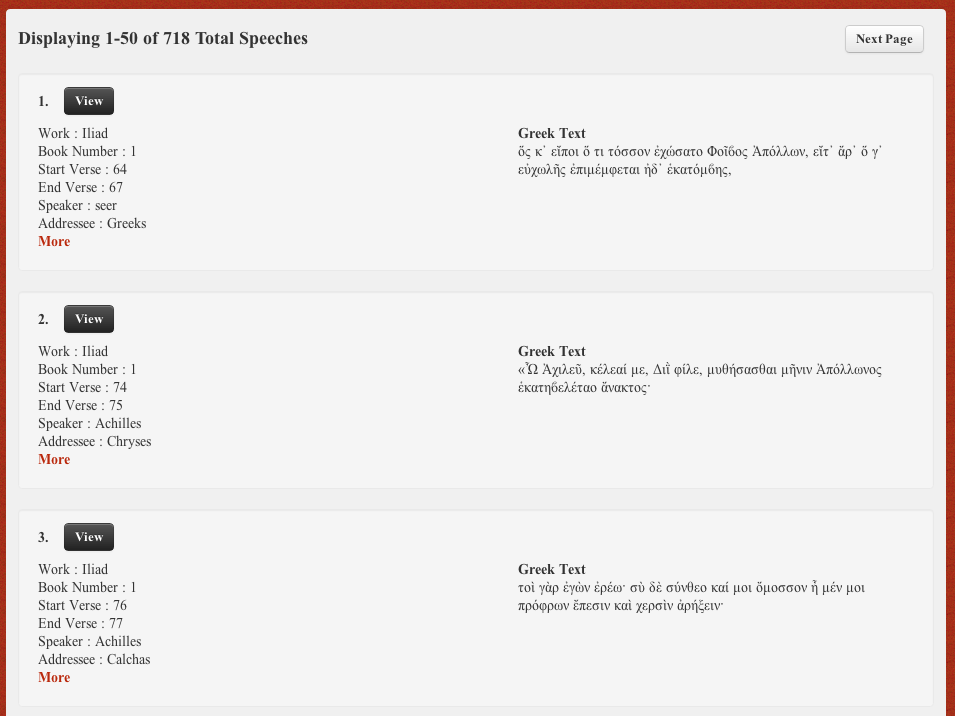 Displaying 1-50 of 718 Total Speeches
Next Page
1. View
Work : Iliad
Book Number : 1
Start Verse : 64
End Verse : 67
Speaker : seer
Addressee : Greeks
More
Greek Text
ὅς κ᾽ εἴποι ὅ τι τόσσον ἐχώσατο Φοῖϐος Ἀπόλλων, εἴτ᾽ ἄρ᾽ ὅ γ᾽
εὐχωλῆς ἐπιμέμφεται ἠδ᾽ ἑκατόμϐης,
2. View
Work : Iliad
Book Number : 1
Start Verse : 74
End Verse : 75
Speaker : Achilles
Addressee : Chryses
More
Greek Text
«Ὦ Ἀχιλεῦ, κέλεαί με, Διῒ φίλε, μυθήσασθαι μῆνιν Ἀπόλλωνος
ἑκατηϐελέταο ἄνακτος·
3. View
Work : Iliad
Book Number : 1
Start Verse : 76
End Verse : 77
Speaker : Achilles
Addressee : Calchas
More
Greek Text
τοὶ γὰρ ἐγὼν ἐρέω· σὺ δὲ σύνθεο καί μοι ὄμοσσον ἦ μέν μοι
πρόφρων ἔπεσιν καὶ χερσὶν ἀρήξειν·